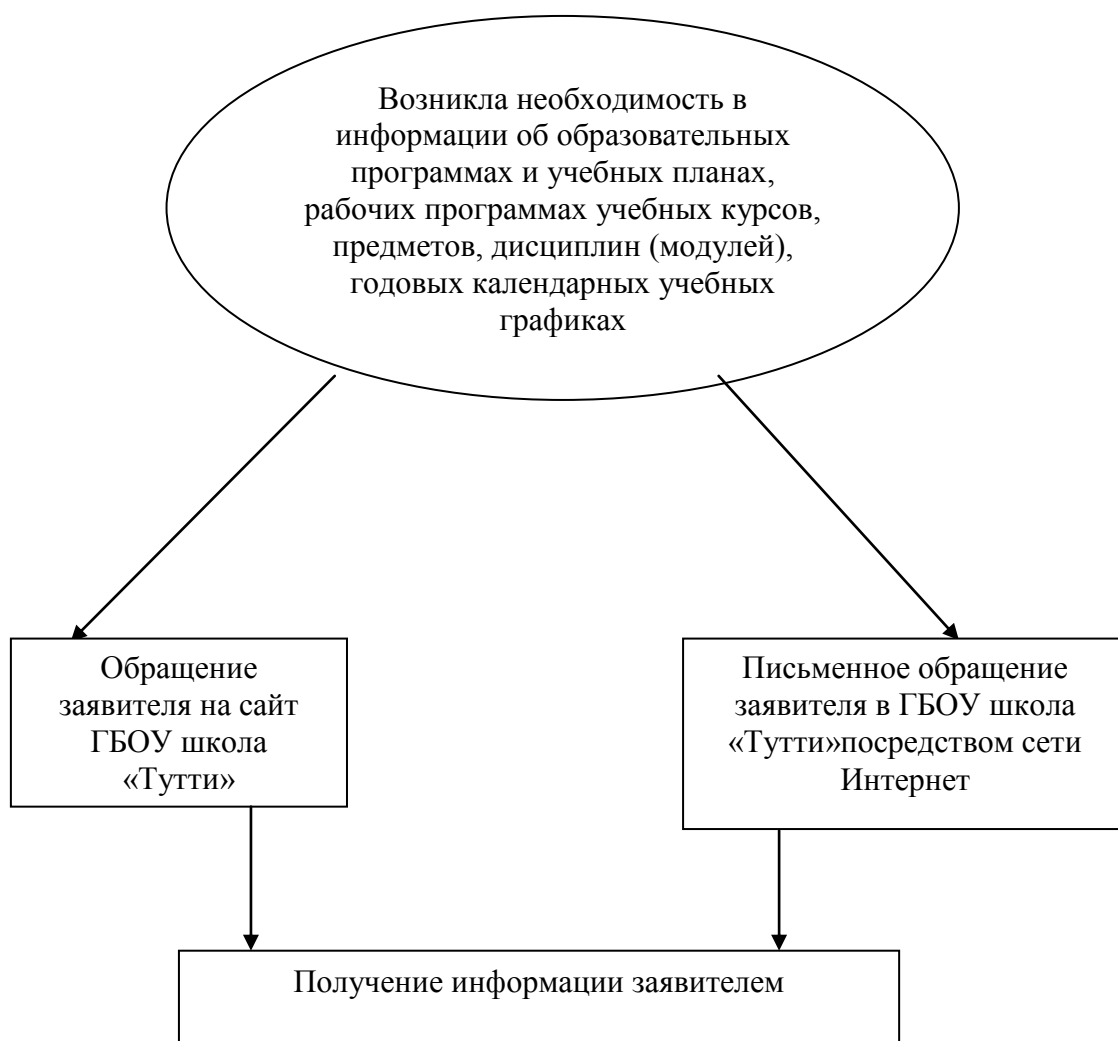 Возникла необходимость в
информации об образовательных
программах и учебных планах,
рабочих программах учебных курсов,
предметов, дисциплин (модулей),
годовых календарных учебных
графиках
Обращение
заявителя на сайт
ГБОУ школа
«Тутти»
Письменное обращение
заявителя в ГБОУ школа
«Тутти»посредством сети
Интернет
Получение информации заявителем